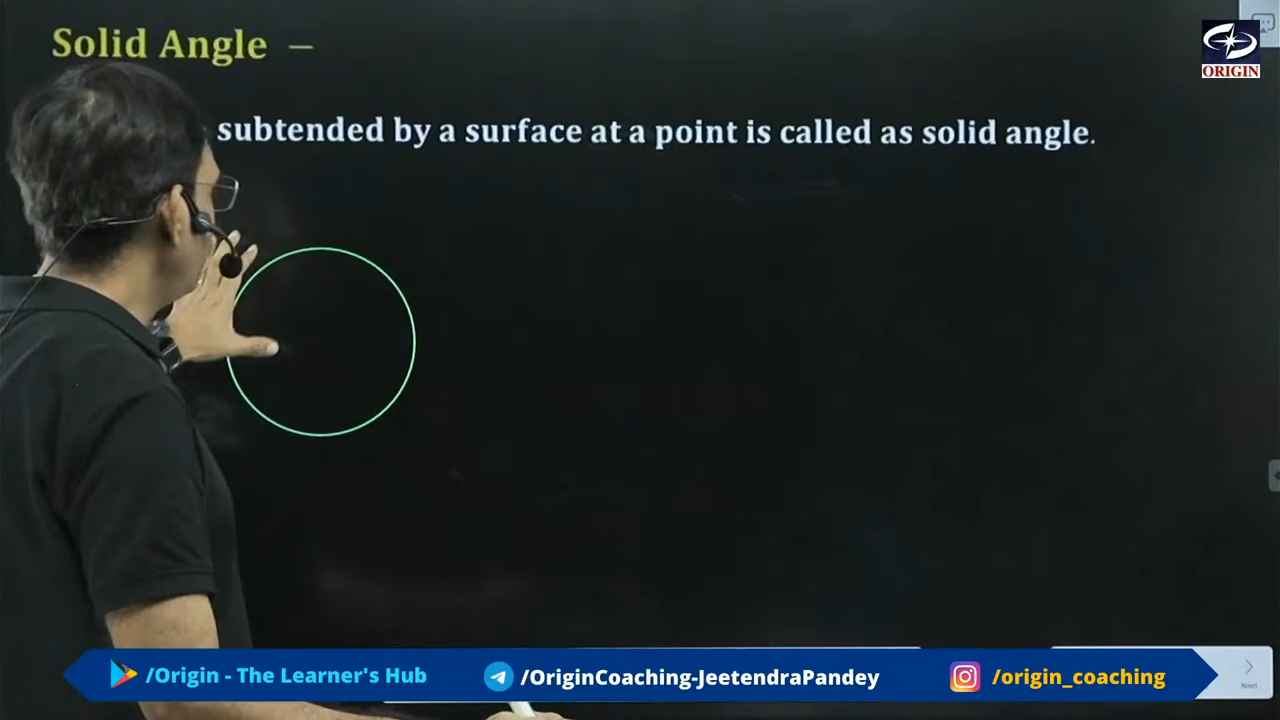 Solid Angle –
ORIGIN
subtended by a surface at a point is called as solid angle.
/Origin - The Learner's Hub
/OriginCoaching-JeetendraPandey
/origin_coaching
Next